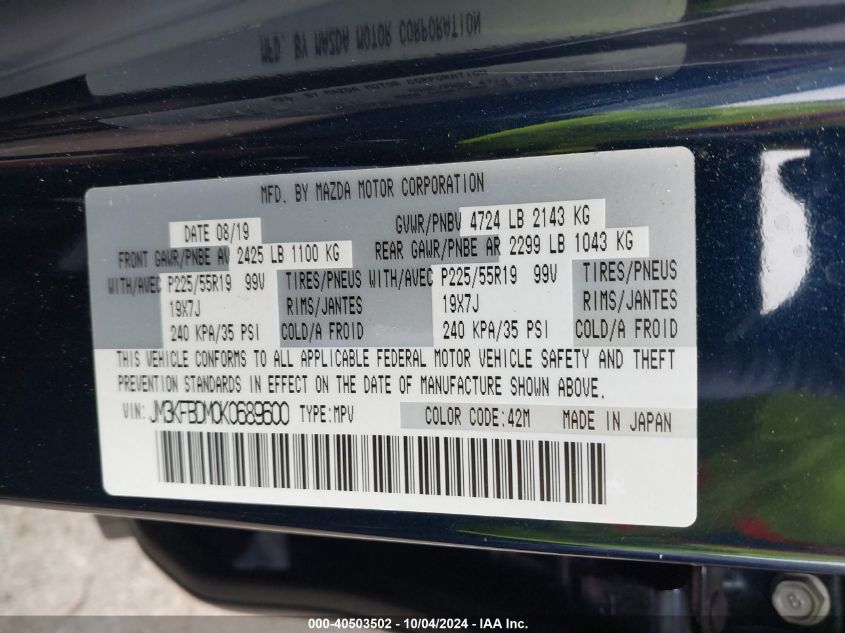 MFD. BY MAZDA MOTOR CORPORATION
DATE 08/19 GVWR/PNBV 4724 LB 2143 KG
FRONT GAWR/PNBE AV 2425 LB 1100 KG REAR GAWR/PNBE AR 2299 LB 1043 KG
WITH/AVEC P225/55R19 99V TIRES/PNEUS WITH/AVEC P225/55R19 99V TIRES/PNEUS
19X7J RIMS/JANTES 19X7J RIMS/JANTES
240 KPA/35 PSI COLD/A FROID 240 KPA/35 PSI COLD/A FROID
THIS VEHICLE CONFORMS TO ALL APPLICABLE FEDERAL MOTOR VEHICLE SAFETY AND THEFT
PREVENTION STANDARDS IN EFFECT ON THE DATE OF MANUFACTURE SHOWN ABOVE.
VIN: JM3KFBDM0K0689600 TYPE:MPV COLOR CODE:42M MADE IN JAPAN
8
000-40503502 - 10/04/2024 - IAA Inc.